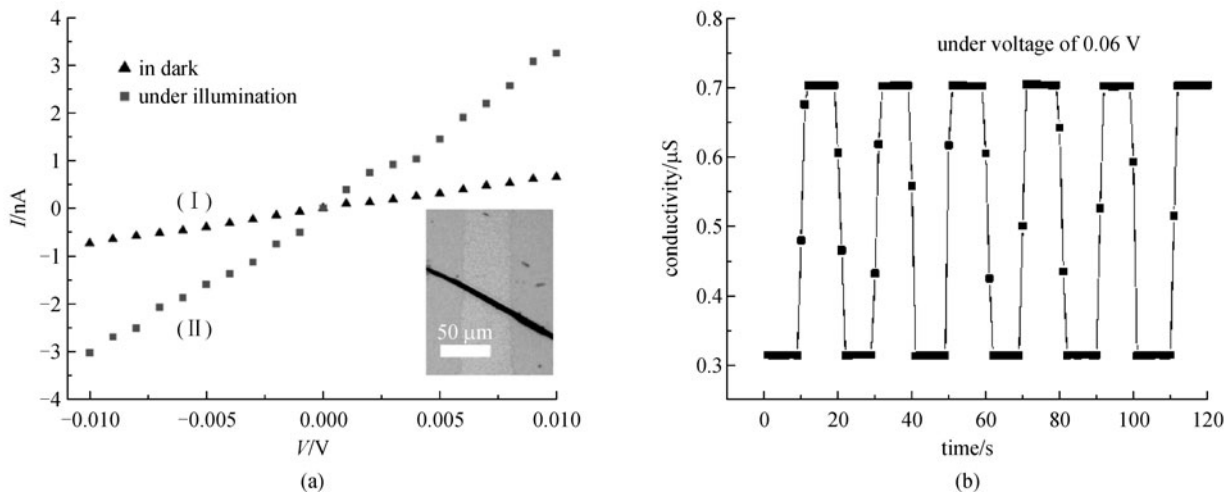 4
3
2
1
0
−1
−2
−3
−4
I/nA
▲ in dark
■ under illumination
(Ⅰ)
(Ⅱ)
50 μm
−0.010
−0.005
0.000
0.005
0.010
V/V
(a)
under voltage of 0.06 V
0.8
0.7
0.6
0.5
0.4
0.3
conductivity/μS
0
20
40
60
80
100
120
time/s
(b)